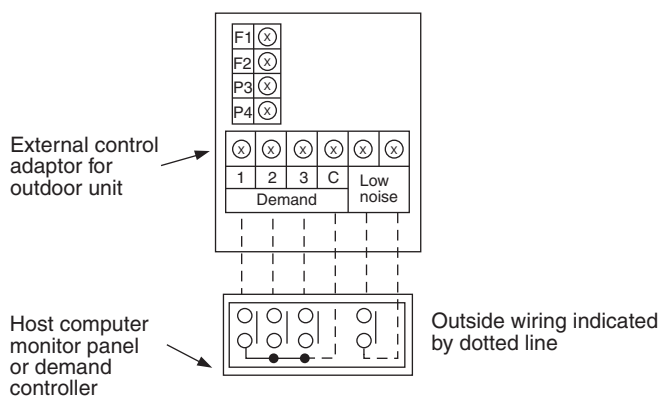 F1 x
F2 x
P3 x
P4 x
External control
adaptor for
outdoor unit
x x x x x x
1 2 3 C Low
noise
Demand
Host computer
monitor panel
or demand
controller
Outside wiring indicated
by dotted line